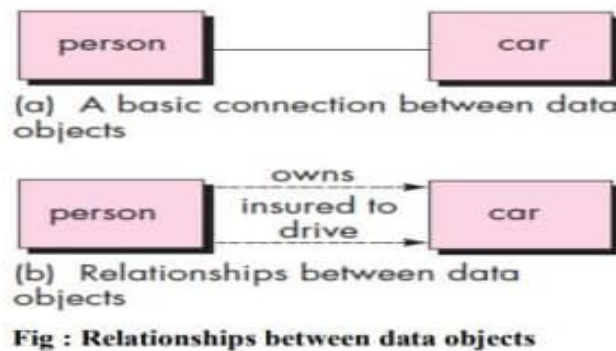 person
car
(a) A basic connection between data
objects
owns
person
insured to
drive
car
(b) Relationships between data
objects
Fig : Relationships between data objects